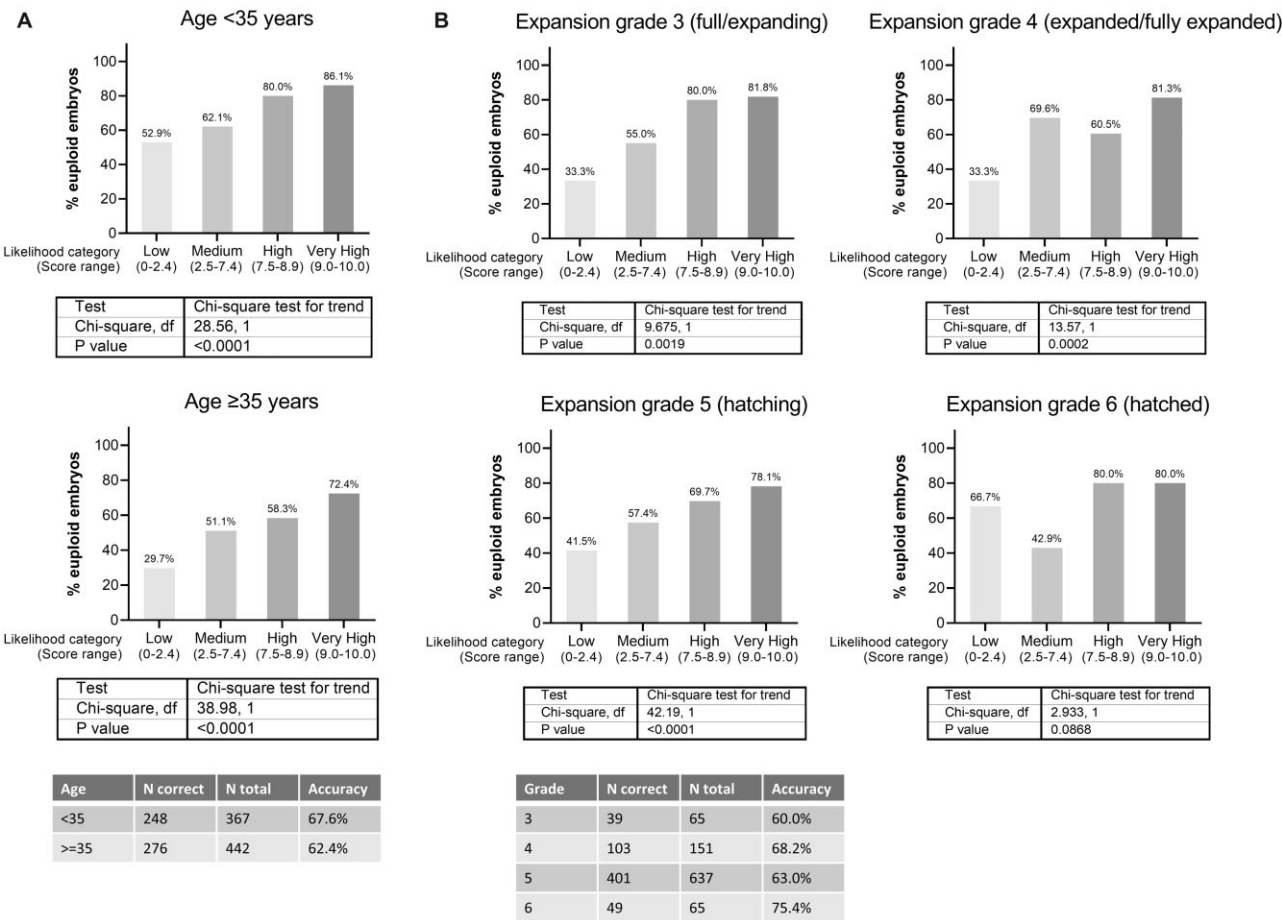 A
Age <35 years
% euploid embryos
100
80
60
40
20
0
52.9%
62.1%
80.0%
86.1%
Likelihood category
(Score range)
Low Medium High Very High
(0-2.4) (2.5-7.4) (7.5-8.9) (9.0-10.0)
Test Chi-square test for trend
Chi-square, df 28.56, 1
P value <0.0001
Age ≥35 years
% euploid embryos
100
80
60
40
20
0
29.7%
51.1%
58.3%
72.4%
Likelihood category
(Score range)
Low Medium High Very High
(0-2.4) (2.5-7.4) (7.5-8.9) (9.0-10.0)
Test Chi-square test for trend
Chi-square, df 38.98, 1
P value <0.0001
Age N correct N total Accuracy
<35 248 367 67.6%
>=35 276 442 62.4%
B
Expansion grade 3 (full/expanding)
% euploid embryos
100
80
60
40
20
0
33.3%
55.0%
80.0%
81.8%
Likelihood category
(Score range)
Low Medium High Very High
(0-2.4) (2.5-7.4) (7.5-8.9) (9.0-10.0)
Test Chi-square test for trend
Chi-square, df 9.675, 1
P value 0.0019
Expansion grade 4 (expanded/fully expanded)
% euploid embryos
100
80
60
40
20
0
33.3%
69.6%
60.5%
81.3%
Likelihood category
(Score range)
Low Medium High Very High
(0-2.4) (2.5-7.4) (7.5-8.9) (9.0-10.0)
Test Chi-square test for trend
Chi-square, df 13.57, 1
P value 0.0002
Expansion grade 5 (hatching)
% euploid embryos
100
80
60
40
20
0
41.5%
57.4%
69.7%
78.1%
Likelihood category
(Score range)
Low Medium High Very High
(0-2.4) (2.5-7.4) (7.5-8.9) (9.0-10.0)
Test Chi-square test for trend
Chi-square, df 42.19, 1
P value <0.0001
Expansion grade 6 (hatched)
% euploid embryos
100
80
60
40
20
0
66.7%
42.9%
80.0%
80.0%
Likelihood category
(Score range)
Low Medium High Very High
(0-2.4) (2.5-7.4) (7.5-8.9) (9.0-10.0)
Test Chi-square test for trend
Chi-square, df 2.933, 1
P value 0.0868
Grade N correct N total Accuracy
3 39 65 60.0%
4 103 151 68.2%
5 401 637 63.0%
6 49 65 75.4%